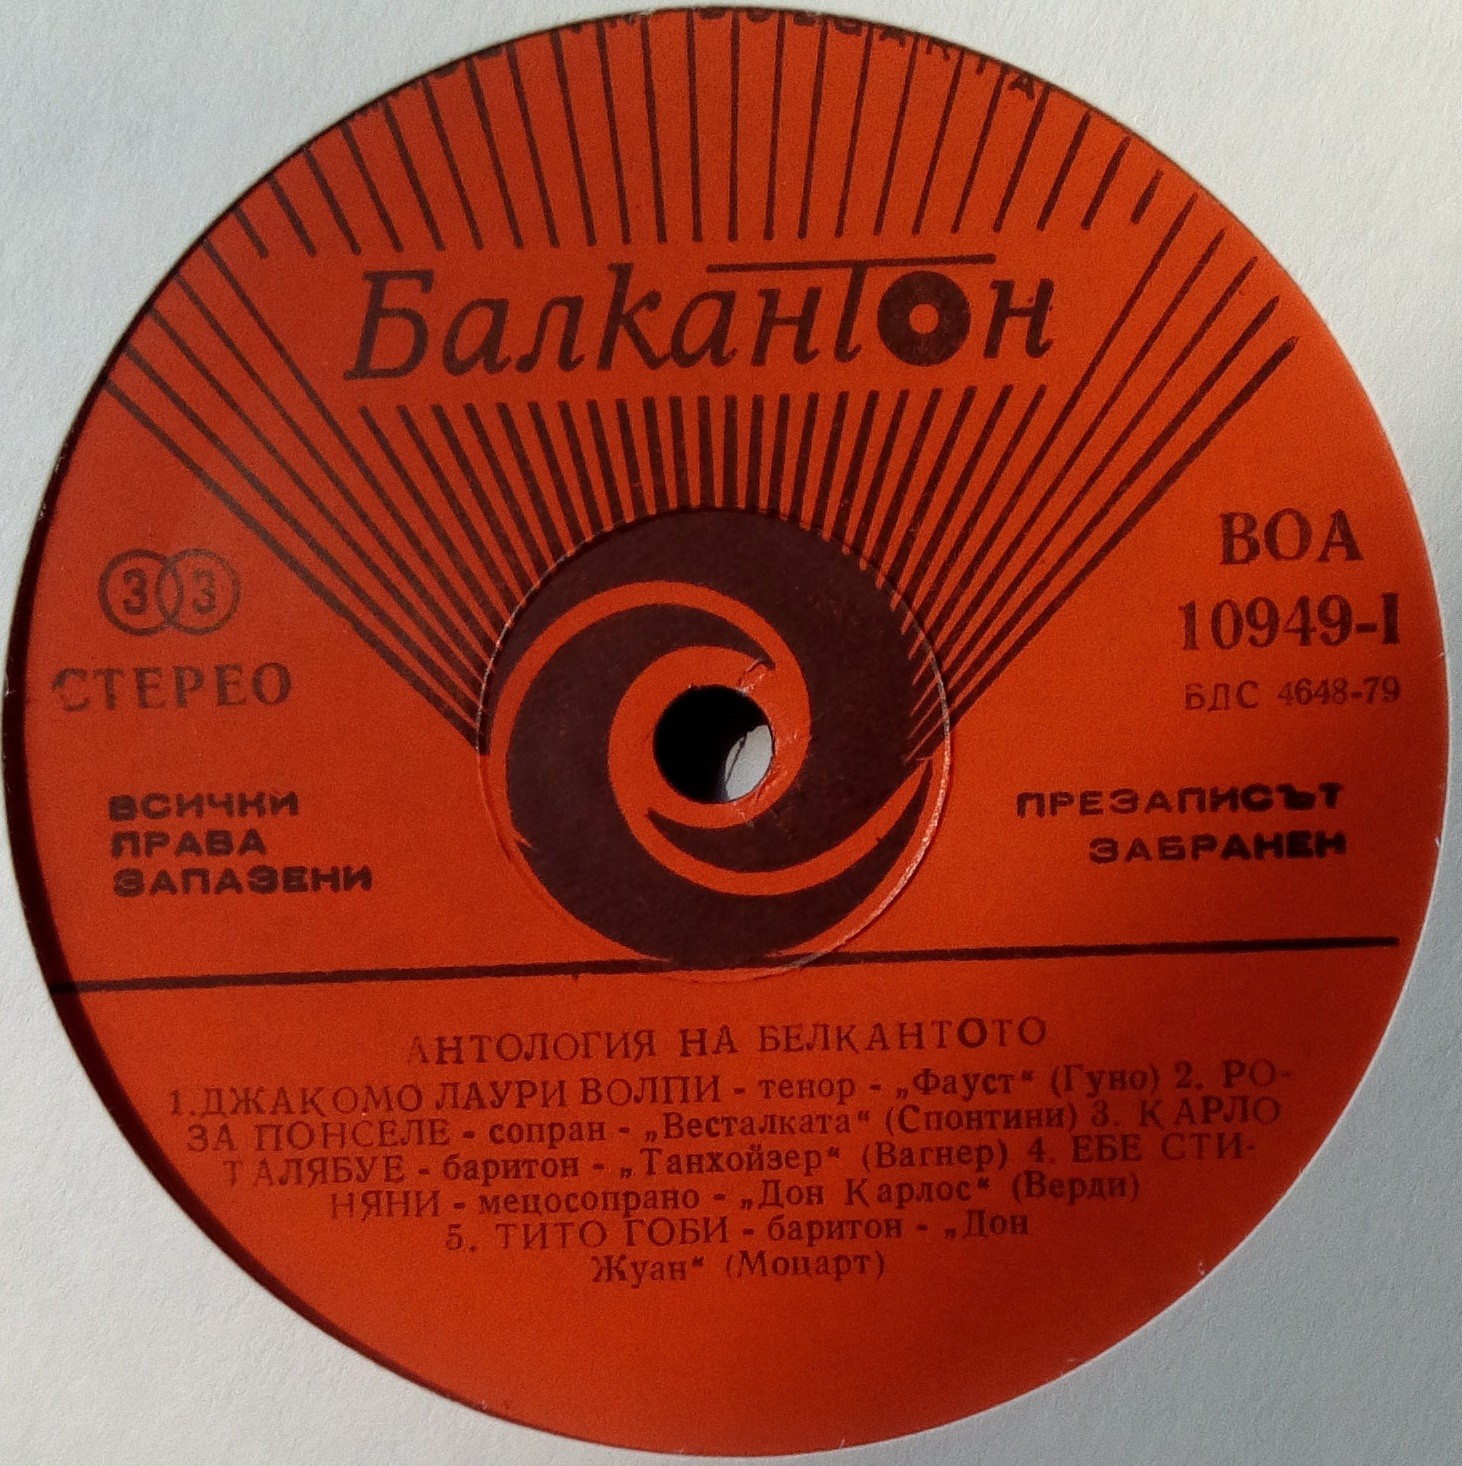 BULGARIA
Балкантон
33
СТЕРЕО
ВОА
10949-I
БДС 4648-79
ВСИЧКИ
ПРАВА
ЗАПАЗЕНИ
ПРЕЗАПИСЪТ
ЗАБРАНЕН
АНТОЛОГИЯ НА БЕЛКАНТОТО
1. ДЖАКОМО ЛАУРИ ВОЛПИ - тенор - „Фауст“ (Гуно) 2. РО-
ЗА ПОНСЕЛЕ - сопран - „Весталката“ (Спонтини) 3. КАРЛО
ТАЛЯБУЕ - баритон - „Танхойзер“ (Вагнер) 4. ЕБЕ СТИ-
НЯНИ - мецосопрано - „Дон Карлос“ (Верди)
5. ТИТО ГОБИ - баритон - „Дон
Жуан“ (Моцарт)